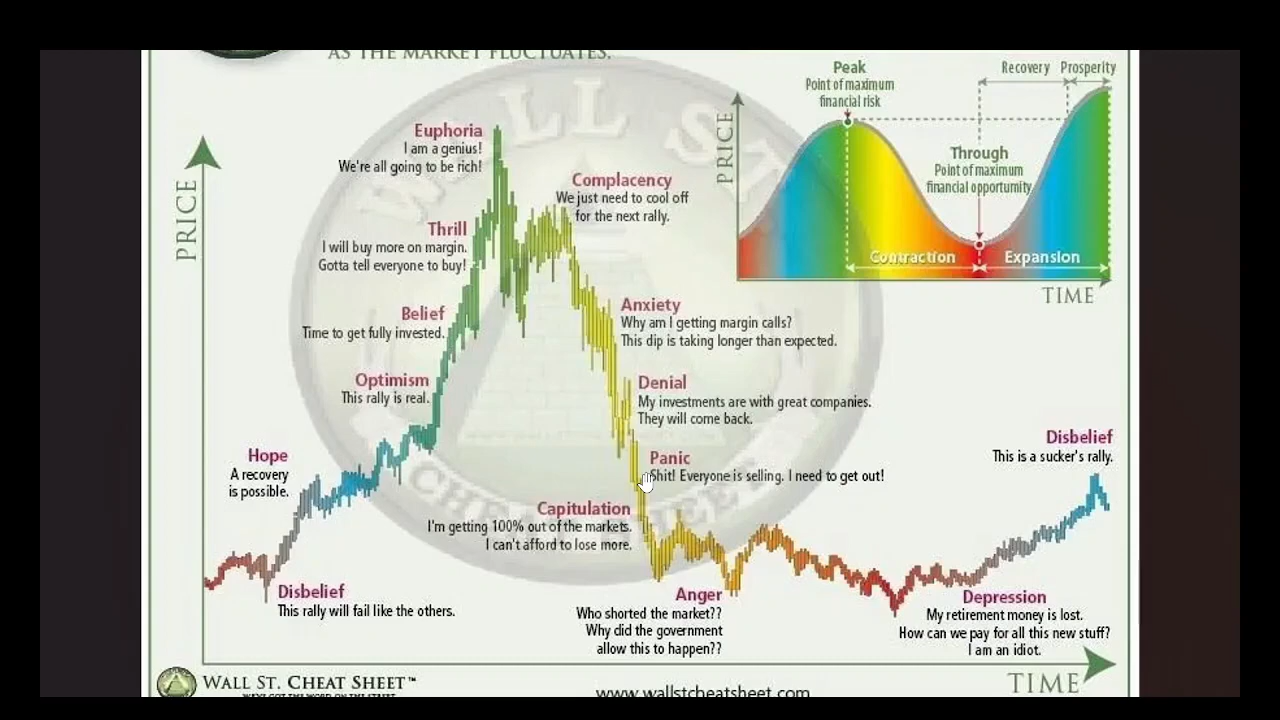 AS THE MARKET FLUCTUATES.
Peak
Point of maximum
financial risk
Recovery
Prosperity
PRICE
Through
Point of maximum
financial opportunity
Contraction
Expansion
TIME
WALL ST.
CHEAT SHEET
PRICE
Euphoria
I am a genius!
We're all going to be rich!
Complacency
We just need to cool off
for the next rally.
Thrill
I will buy more on margin.
Gotta tell everyone to buy!
Belief
Time to get fully invested.
Anxiety
Why am I getting margin calls?
This dip is taking longer than expected.
Optimism
This rally is real.
Denial
My investments are with great companies.
They will come back.
Hope
A recovery
is possible.
Panic
Shit! Everyone is selling. I need to get out!
Disbelief
This is a sucker's rally.
Capitulation
I'm getting 100% out of the markets.
I can't afford to lose more.
Disbelief
This rally will fail like the others.
Anger
Who shorted the market??
Why did the government
allow this to happen??
Depression
My retirement money is lost.
How can we pay for all this new stuff?
I am an idiot.
TIME
WALL ST. CHEAT SHEET™
www.wallstcheatsheet.com